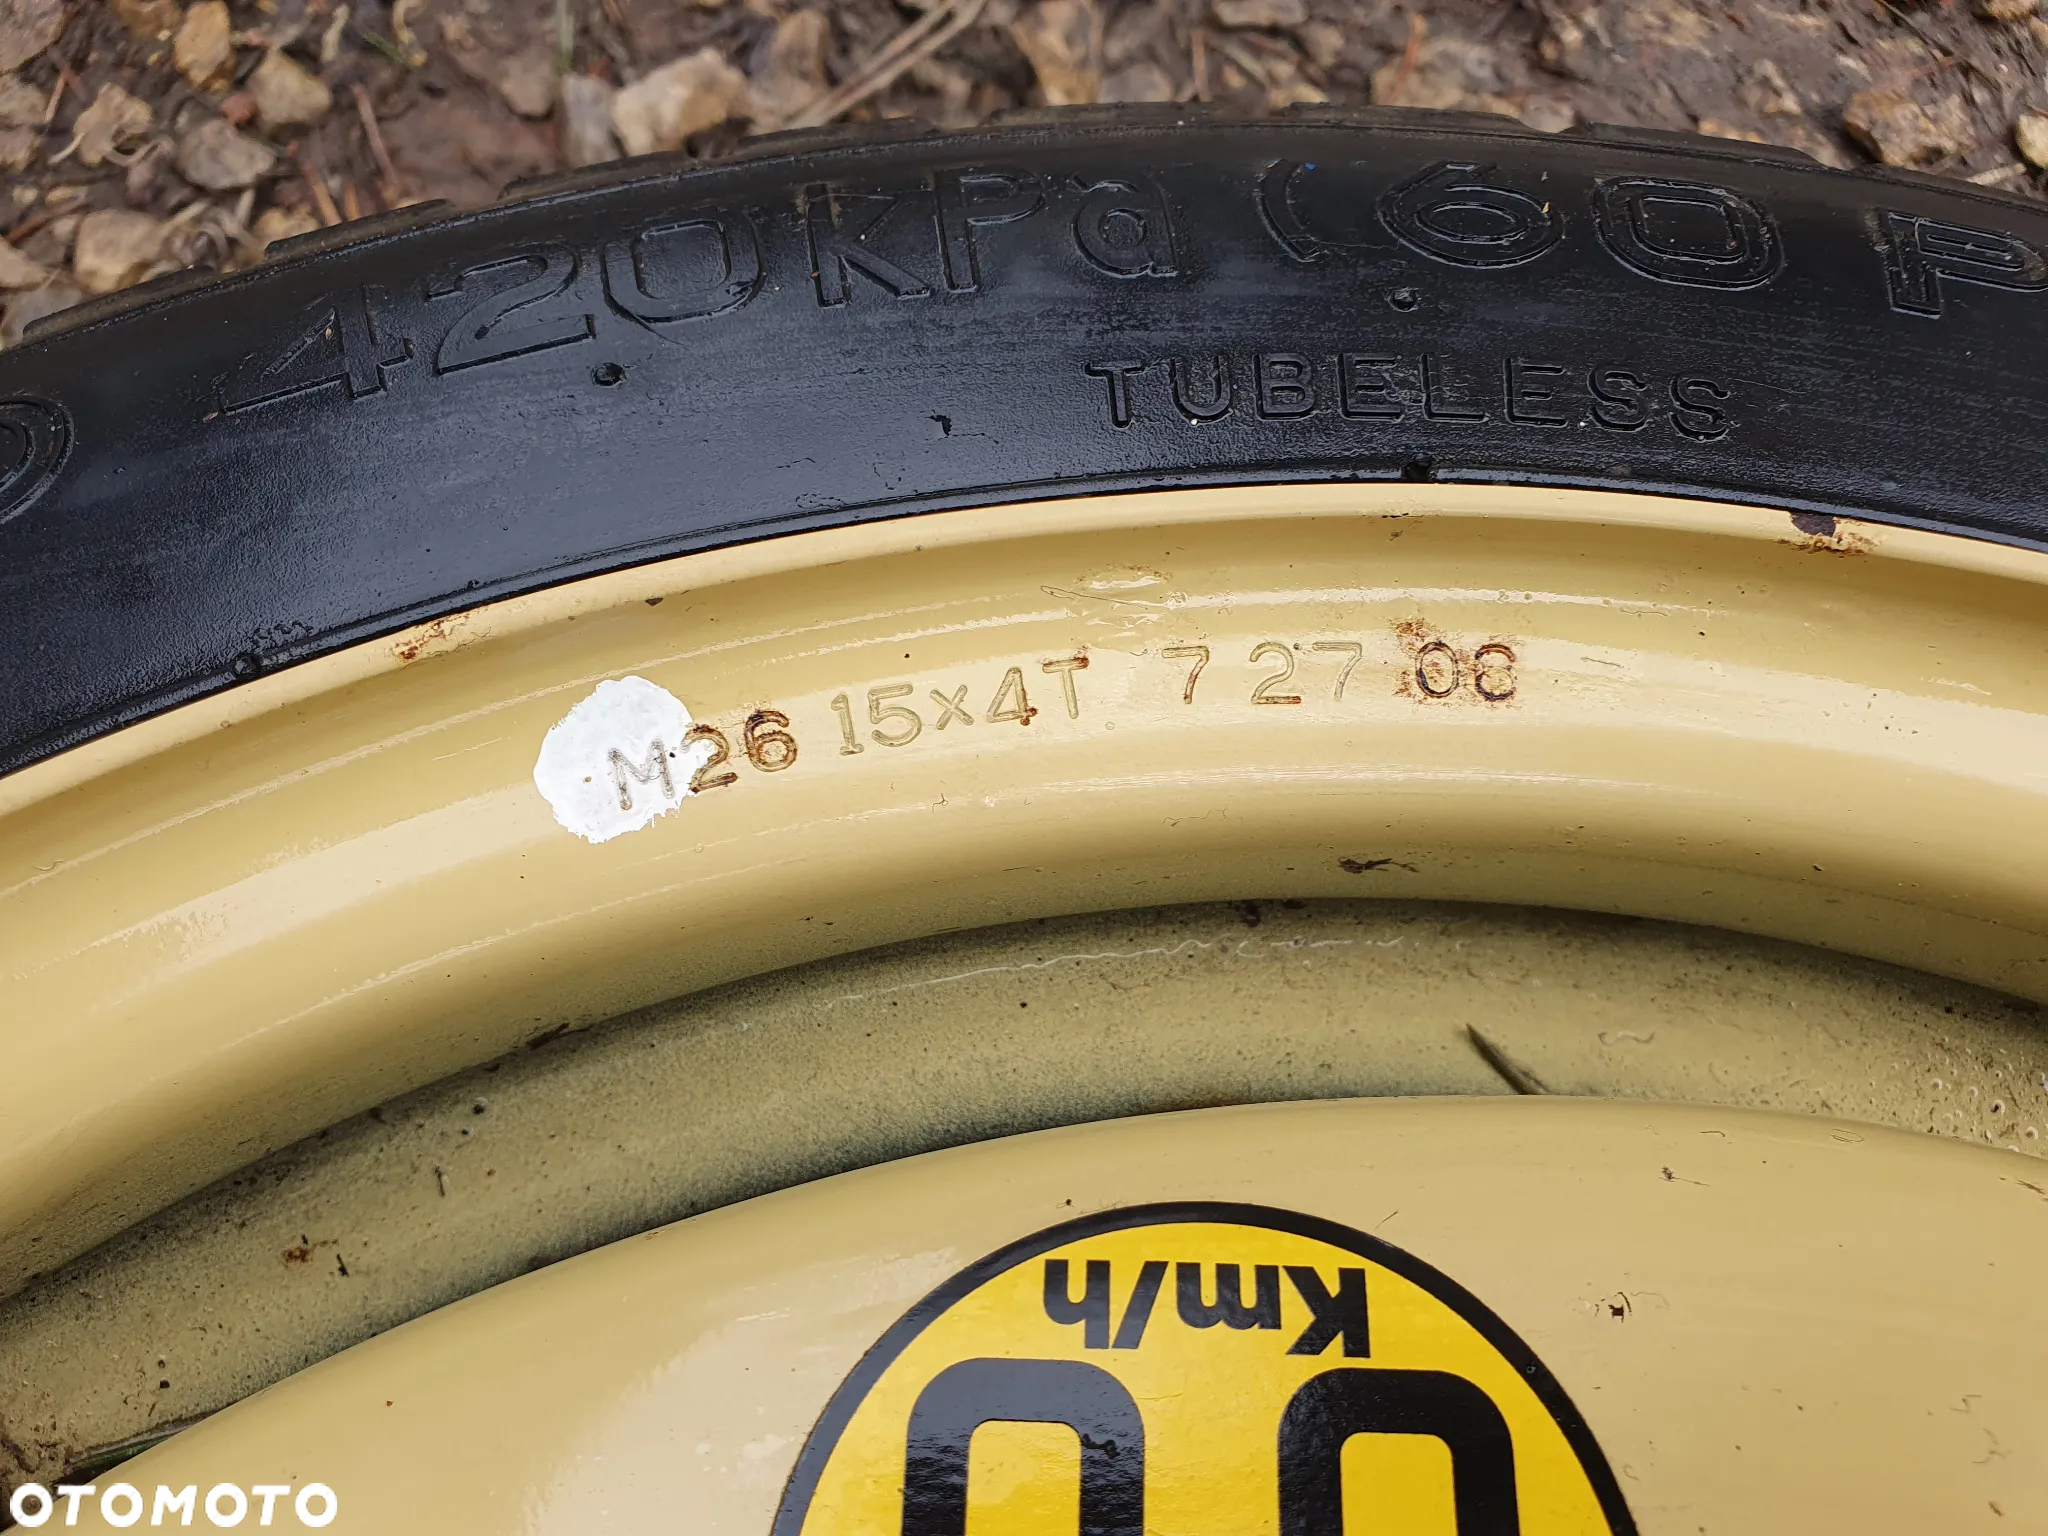 420kPa (60 P
TUBELESS
M26 15x4T 7 27 08
Km/h
OTOMOTO